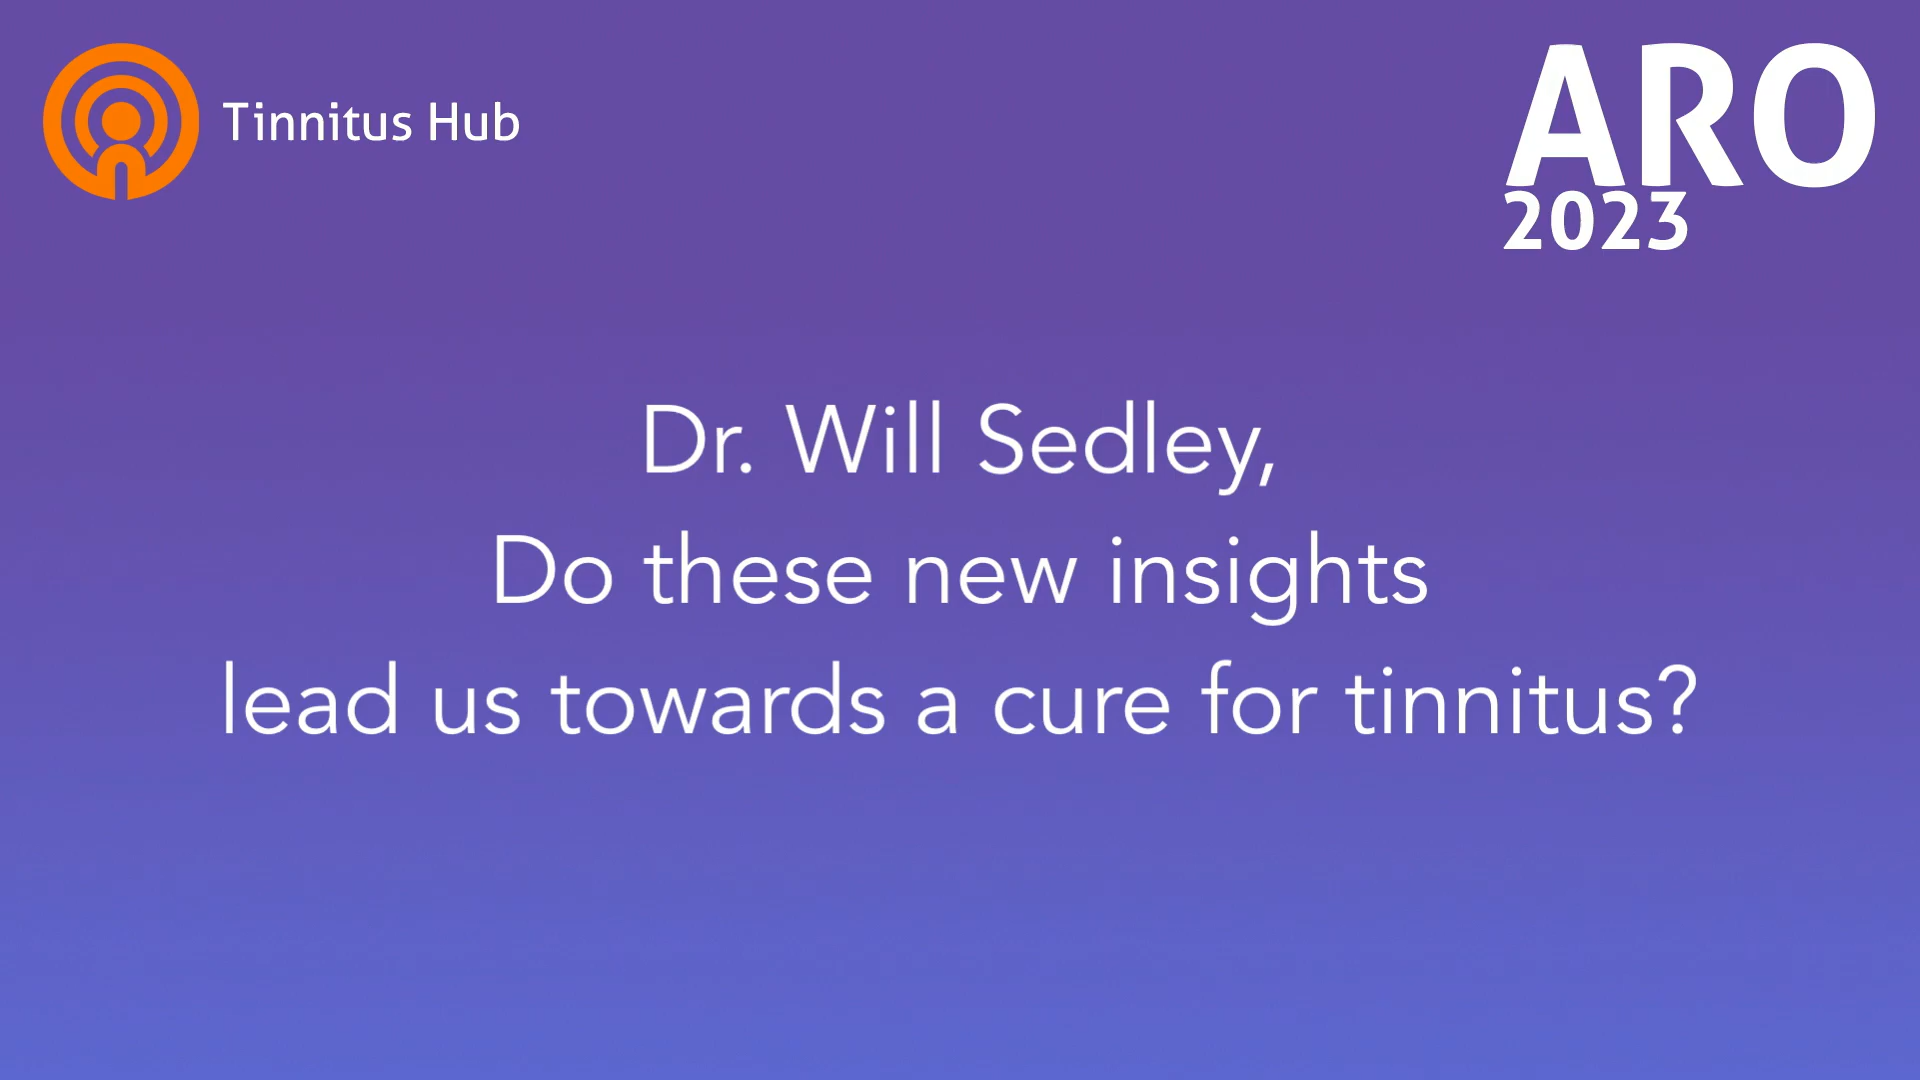 Tinnitus Hub
ARO
2023
Dr. Will Sedley,
Do these new insights
lead us towards a cure for tinnitus?